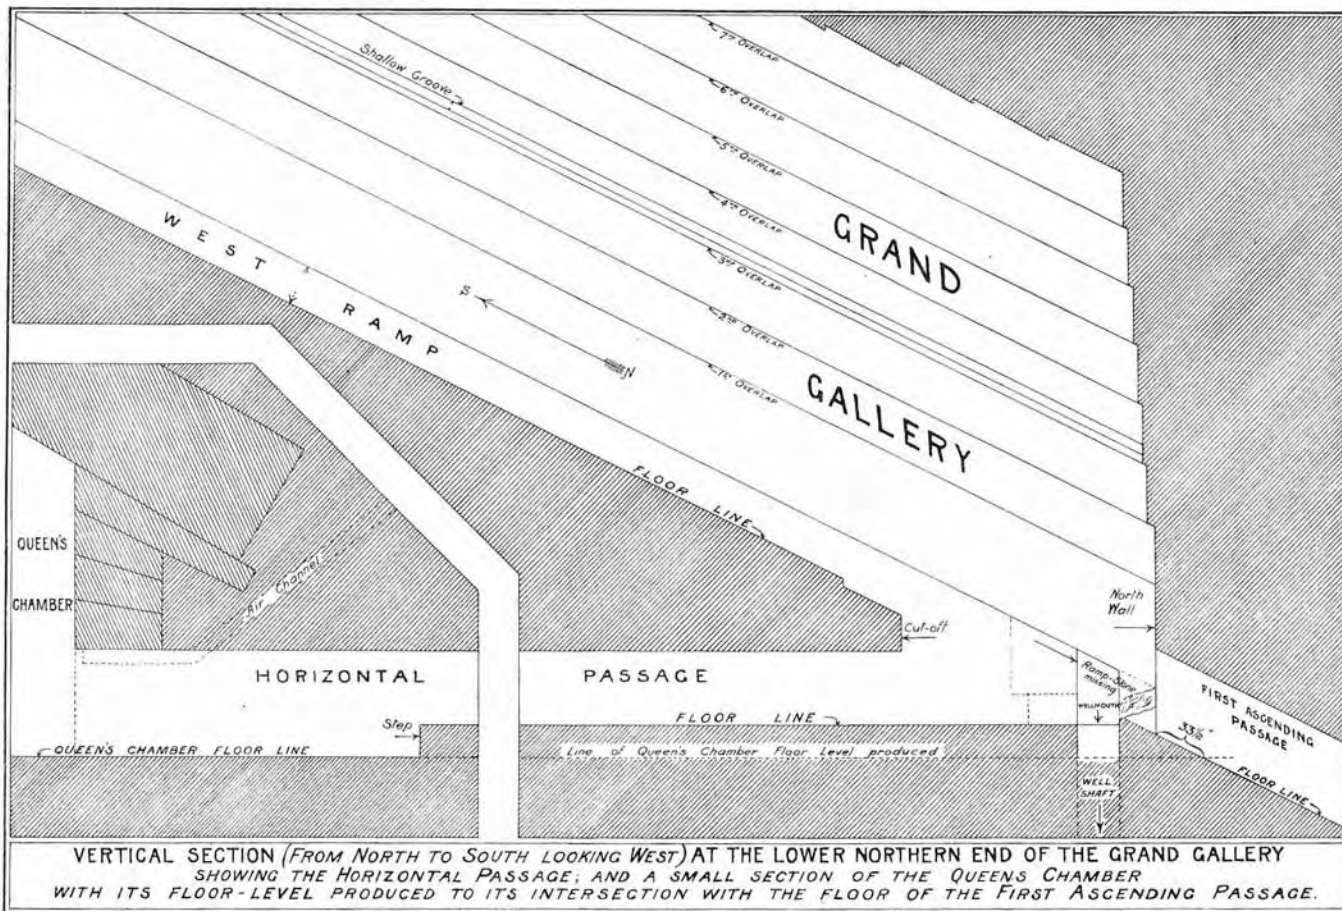 7TH OVERLAP
Shallow Groove
6TH OVERLAP
5TH OVERLAP
4TH OVERLAP
GRAND
3RD OVERLAP
WEST RAMP
S
N
2ND OVERLAP
1ST OVERLAP
GALLERY
FLOOR LINE
QUEEN'S
CHAMBER
Air Channel
North
Wall
Cut-off
HORIZONTAL PASSAGE
Ramp-Stone
missing
WELLMOUTH
FIRST ASCENDING
PASSAGE
Step
FLOOR LINE
QUEEN'S CHAMBER FLOOR LINE
Line of Queen's Chamber Floor Level produced
FLOOR LINE
WELL
SHAFT
VERTICAL SECTION (FROM NORTH TO SOUTH LOOKING WEST) AT THE LOWER NORTHERN END OF THE GRAND GALLERY
SHOWING THE HORIZONTAL PASSAGE; AND A SMALL SECTION OF THE QUEENS CHAMBER
WITH ITS FLOOR-LEVEL PRODUCED TO ITS INTERSECTION WITH THE FLOOR OF THE FIRST ASCENDING PASSAGE.